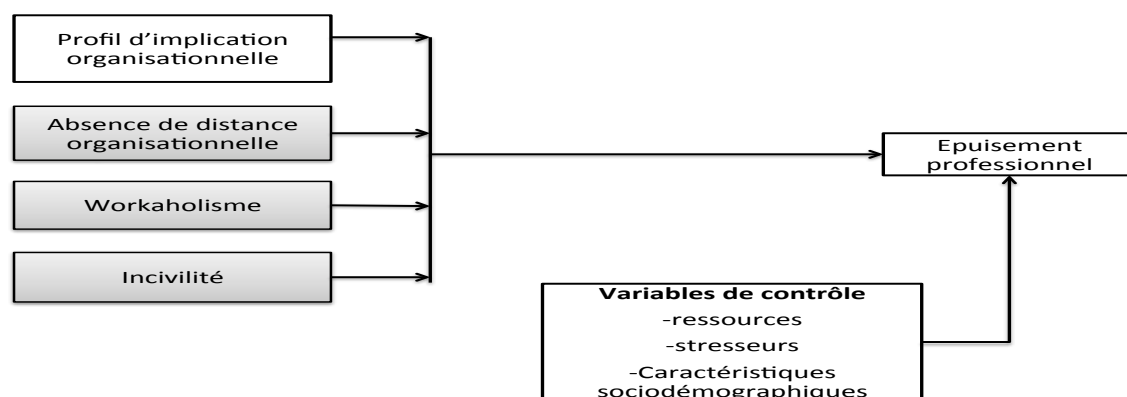 Profil d’implication
organisationnelle
Absence de distance
organisationnelle
Workaholisme
Incivilité
Epuisement
professionnel
Variables de contrôle
-ressources
-stresseurs
-Caractéristiques
sociodémographiques